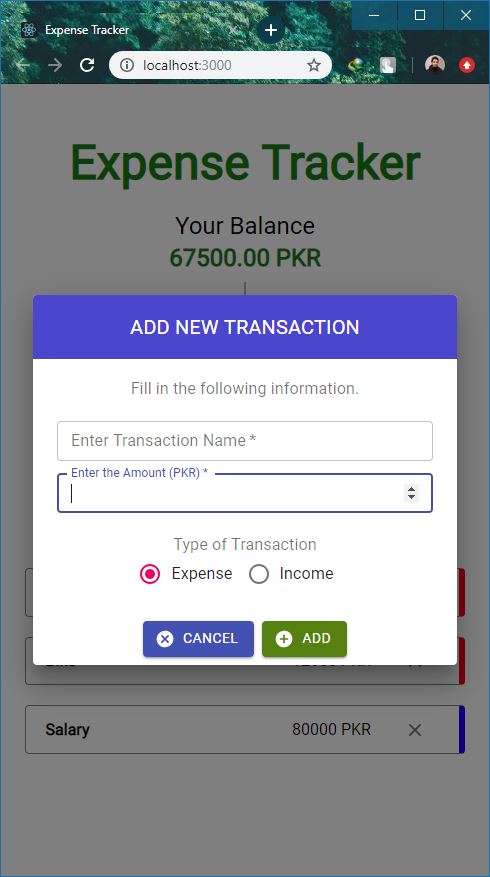 Expense Tracker
localhost:3000
Expense Tracker
Your Balance
67500.00 PKR
ADD NEW TRANSACTION
Fill in the following information.
Enter Transaction Name *
Enter the Amount (PKR) *
Type of Transaction
Expense Income
CANCEL ADD
Salary 80000 PKR